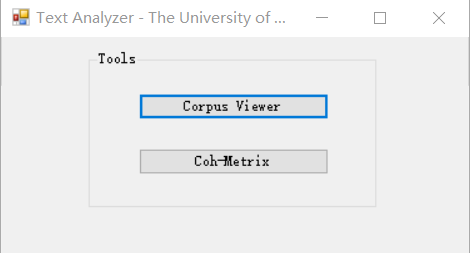 Text Analyzer - The University of ...
Tools
Corpus Viewer
Coh-Metrix